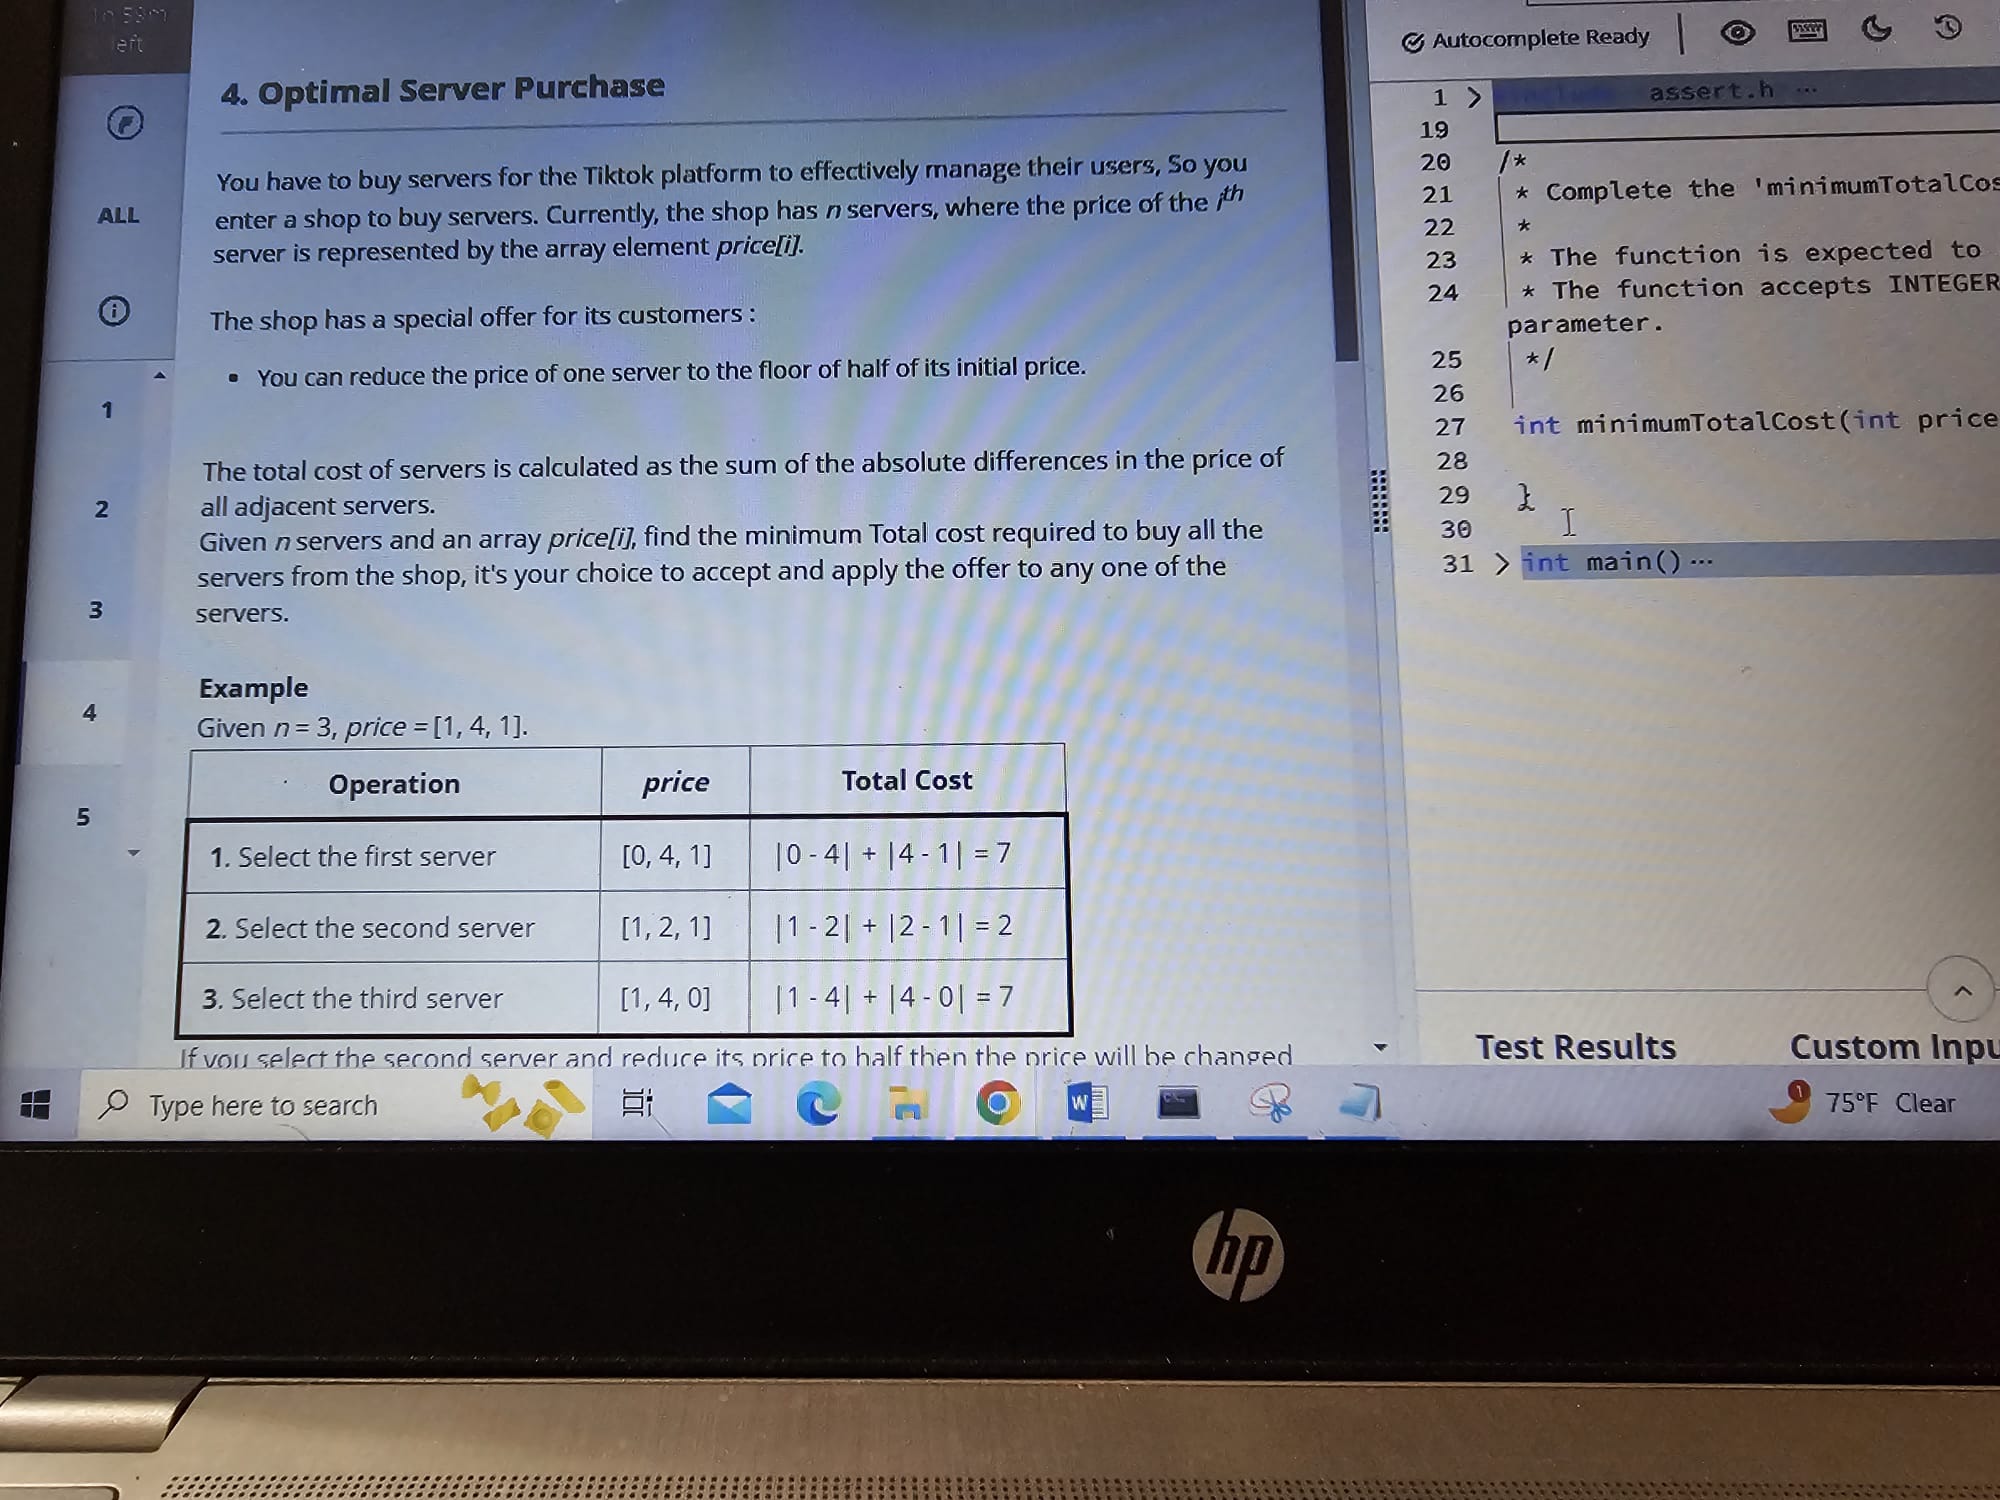 1h 59m
left
ALL
1
2
3
4
5
4. Optimal Server Purchase
You have to buy servers for the Tiktok platform to effectively manage their users, So you
enter a shop to buy servers. Currently, the shop has n servers, where the price of the ith
server is represented by the array element price[i].
The shop has a special offer for its customers :
• You can reduce the price of one server to the floor of half of its initial price.
The total cost of servers is calculated as the sum of the absolute differences in the price of
all adjacent servers.
Given n servers and an array price[i], find the minimum Total cost required to buy all the
servers from the shop, it's your choice to accept and apply the offer to any one of the
servers.
Example
Given n = 3, price = [1, 4, 1].
Operation price Total Cost
1. Select the first server [0, 4, 1] |0 - 4| + |4 - 1| = 7
2. Select the second server [1, 2, 1] |1 - 2| + |2 - 1| = 2
3. Select the third server [1, 4, 0] |1 - 4| + |4 - 0| = 7
If you select the second server and reduce its price to half then the price will be changed
Autocomplete Ready
1 > assert.h ...
19
20 /*
21 * Complete the 'minimumTotalCos
22 *
23 * The function is expected to
24 * The function accepts INTEGER
parameter.
25 */
26
27 int minimumTotalCost(int price
28
29 }
30
31 > int main() ...
Test Results Custom Inpu
Type here to search
W
1
75°F Clear
hp